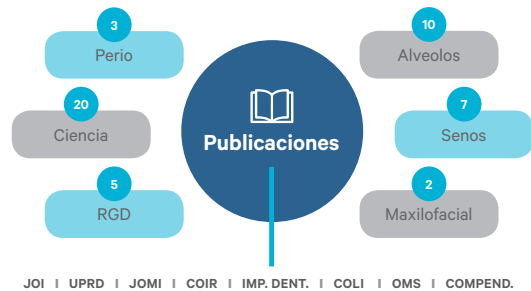 3
Perio
20
Ciencia
5
RGD
Publicaciones
10
Alveolos
7
Senos
2
Maxilofacial
JOI I UPRD I JOMI I COIR I IMP. DENT. I COLI I OMS I COMPEND.